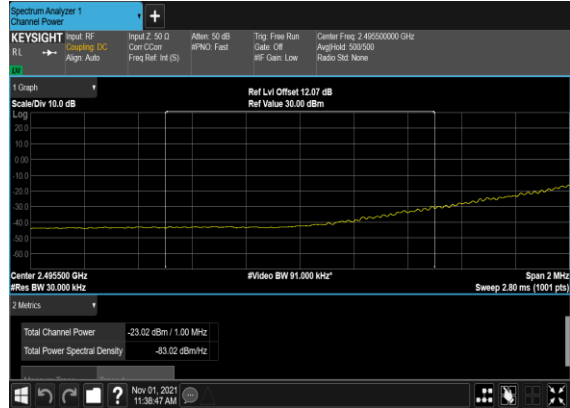 Spectrum Analyzer 1
Channel Power
+
KEYSIGHT Input: RF Input Z: 50 Ω Atten: 50 dB Trig: Free Run Center Freq: 2.495500000 GHz
RL Coupling: DC Corr CCorr #PNO: Fast Gate: Off Avg|Hold: 500/500
Align: Auto Freq Ref: Int (S) #IF Gain: Low Radio Std: None
1 Graph
Ref Lvl Offset 12.07 dB
Scale/Div 10.0 dB Ref Value 30.00 dBm
Log
20.0
10.0
0.00
-10.0
-20.0
-30.0
-40.0
-50.0
-60.0
Center 2.495500 GHz #Video BW 91.000 kHz* Span 2 MHz
#Res BW 30.000 kHz Sweep 2.80 ms (1001 pts)
2 Metrics
Total Channel Power -23.02 dBm / 1.00 MHz
Total Power Spectral Density -83.02 dBm/Hz
?
Nov 01, 2021
11:38:47 AM